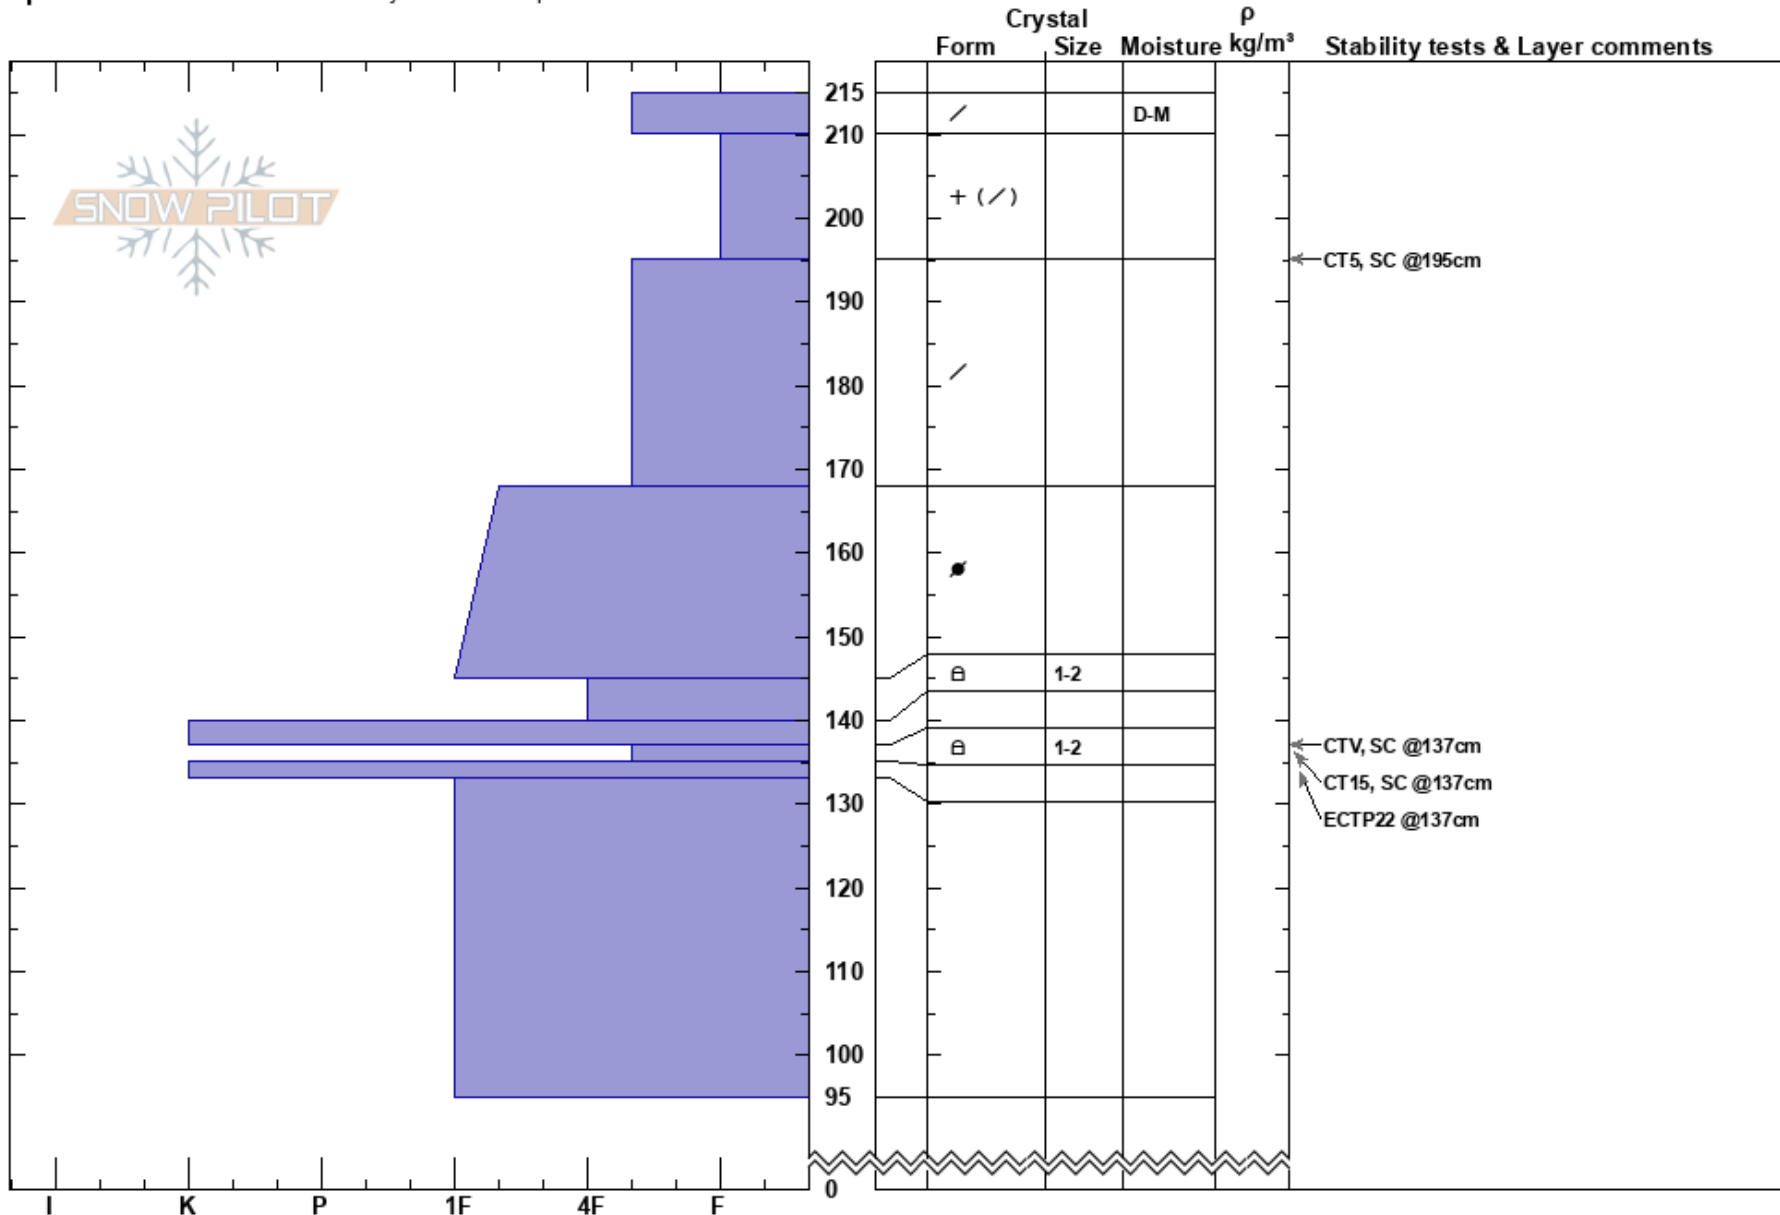 Crystal ρ
Form Size Moisture kg/m³ Stability tests & Layer comments
215
D-M
210
SNOW PILOT
+ (/)
200
CT5, SC @195cm
190
180
170
160
150
1-2
140
1-2
CTV, SC @137cm
CT15, SC @137cm
130
ECTP22 @137cm
120
110
100
95
0
I K P 1F 4F F